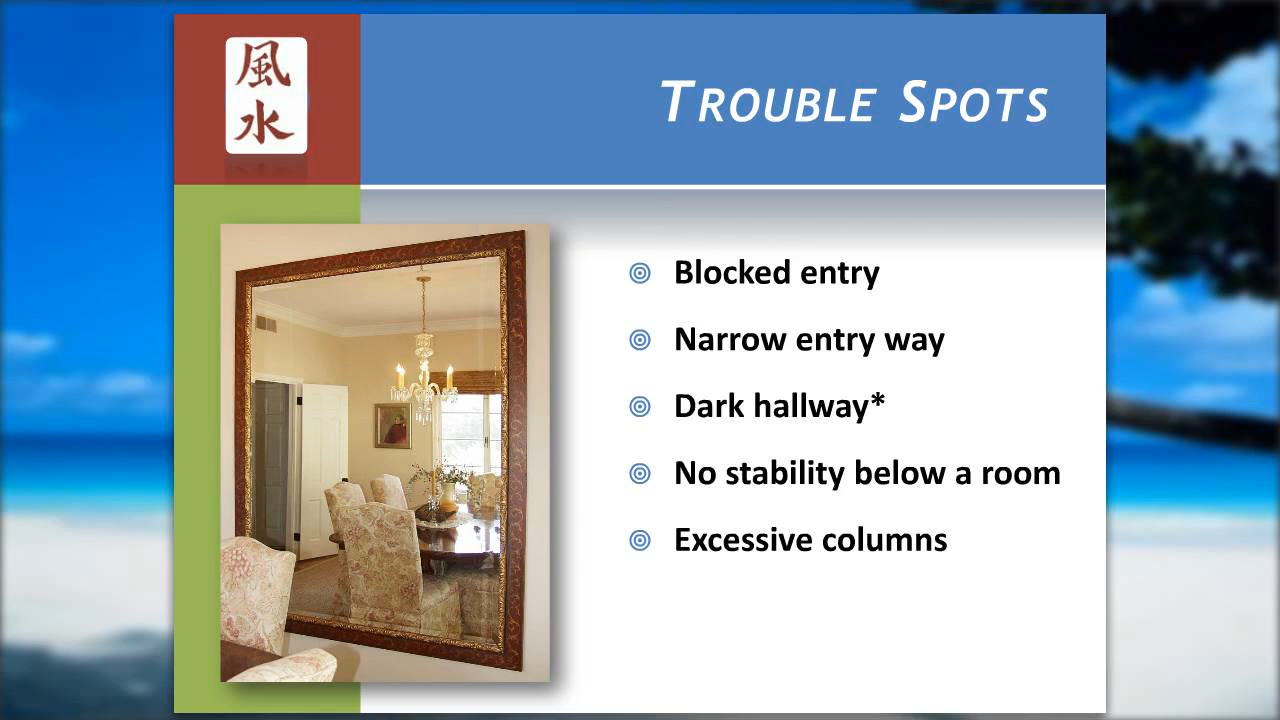 風
水
TROUBLE SPOTS
Blocked entry
Narrow entry way
Dark hallway*
No stability below a room
Excessive columns